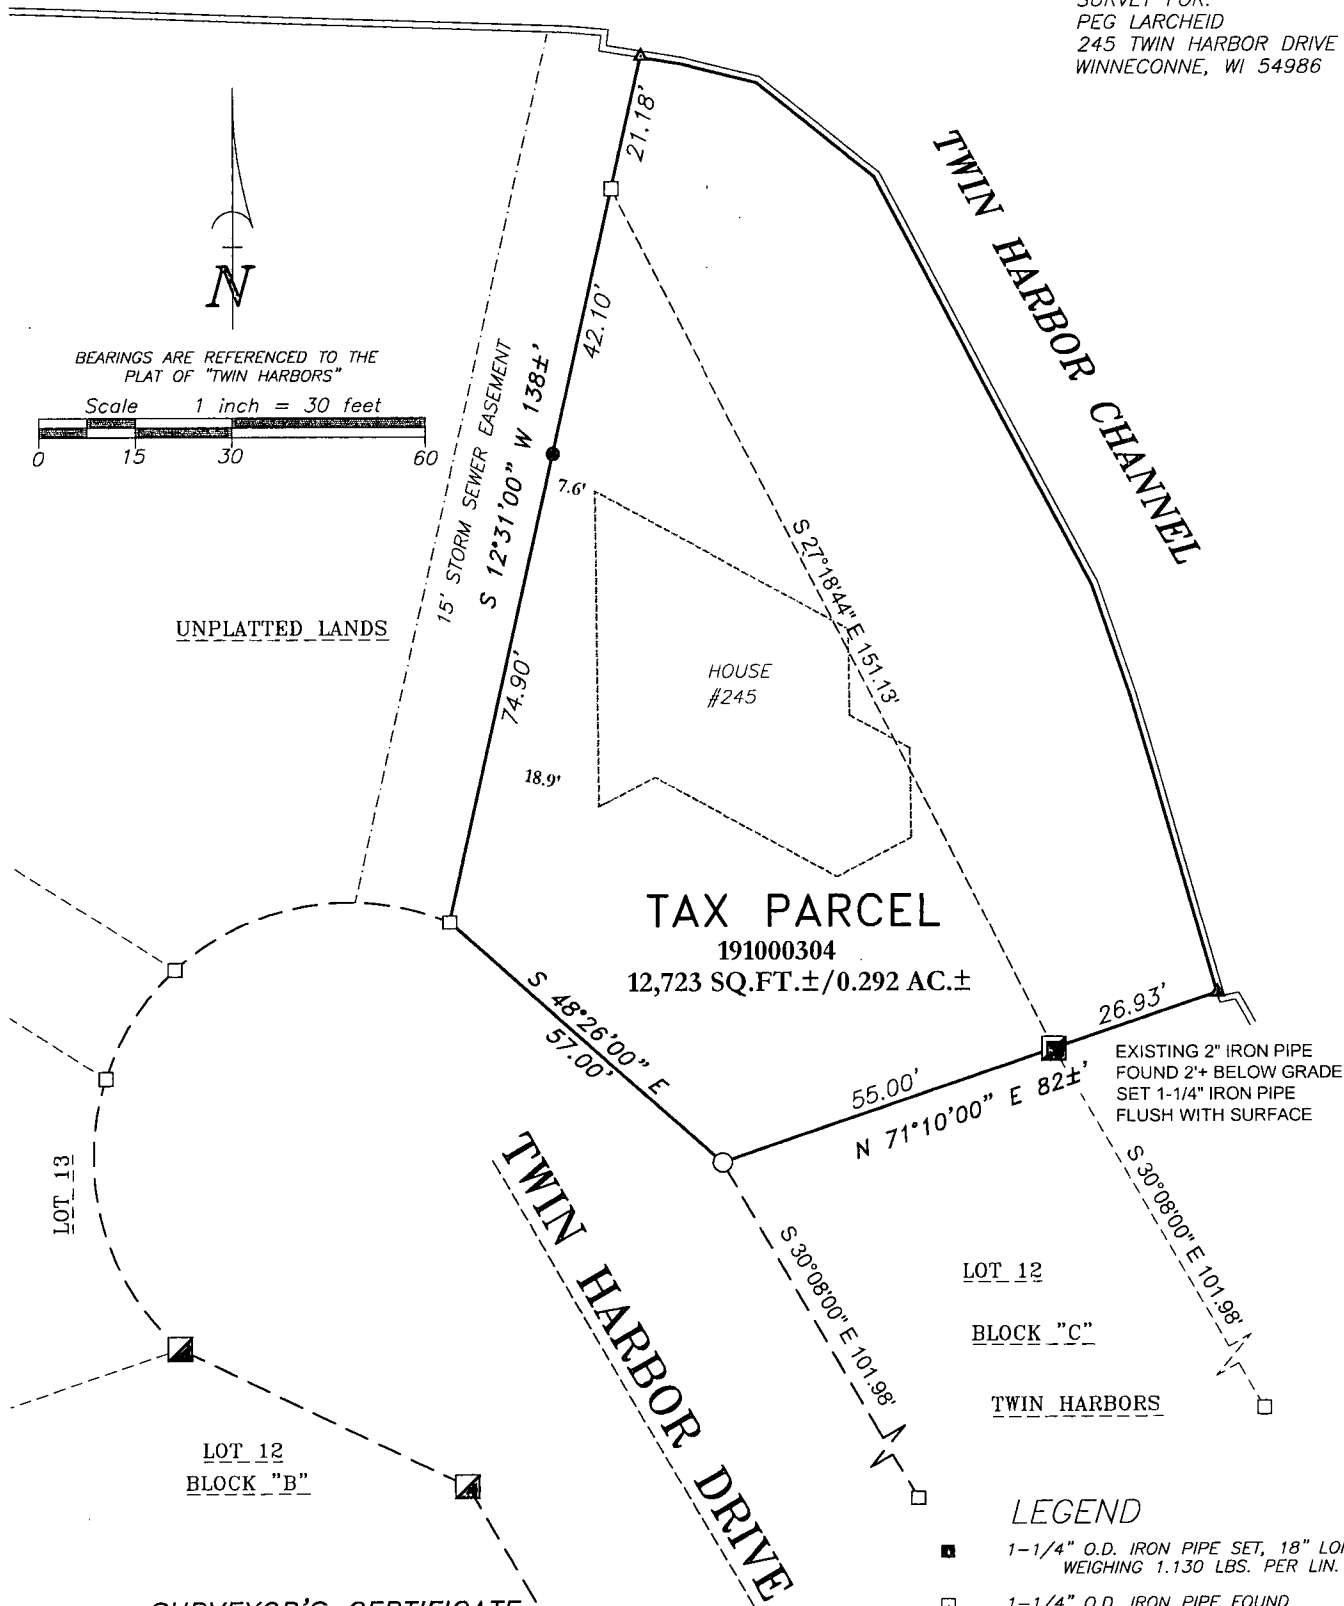 SURVEY FOR:
PEG LARCHEID
245 TWIN HARBOR DRIVE
WINNECONNE, WI 54986
21.18'
TWIN HARBOR CHANNEL
N
42.10'
BEARINGS ARE REFERENCED TO THE
PLAT OF "TWIN HARBORS"
Scale 1 inch = 30 feet
0 15 30 60
15' STORM SEWER EASEMENT
S 12°31'00" W 138±'
7.6'
S 27°18'44" E 151.13'
UNPLATTED LANDS
HOUSE
#245
74.90'
18.9'
TAX PARCEL
191000304
12,723 SQ.FT.±/0.292 AC.±
S 48°26'00" E
57.00'
26.93'
55.00'
N 71°10'00" E 82±'
EXISTING 2" IRON PIPE
FOUND 2'+ BELOW GRADE
SET 1-1/4" IRON PIPE
FLUSH WITH SURFACE
LOT 13
TWIN HARBOR DRIVE
S 30°08'00" E 101.98'
S 30°08'00" E 101.98'
LOT 12
BLOCK "C"
TWIN HARBORS
LOT 12
BLOCK "B"
LEGEND
1-1/4" O.D. IRON PIPE SET, 18"
WEIGHING 1.130 LBS. PER LIN.
1-1/4" O.D. IRON PIPE FOUND
SURVEYOR'S CERTIFICATE